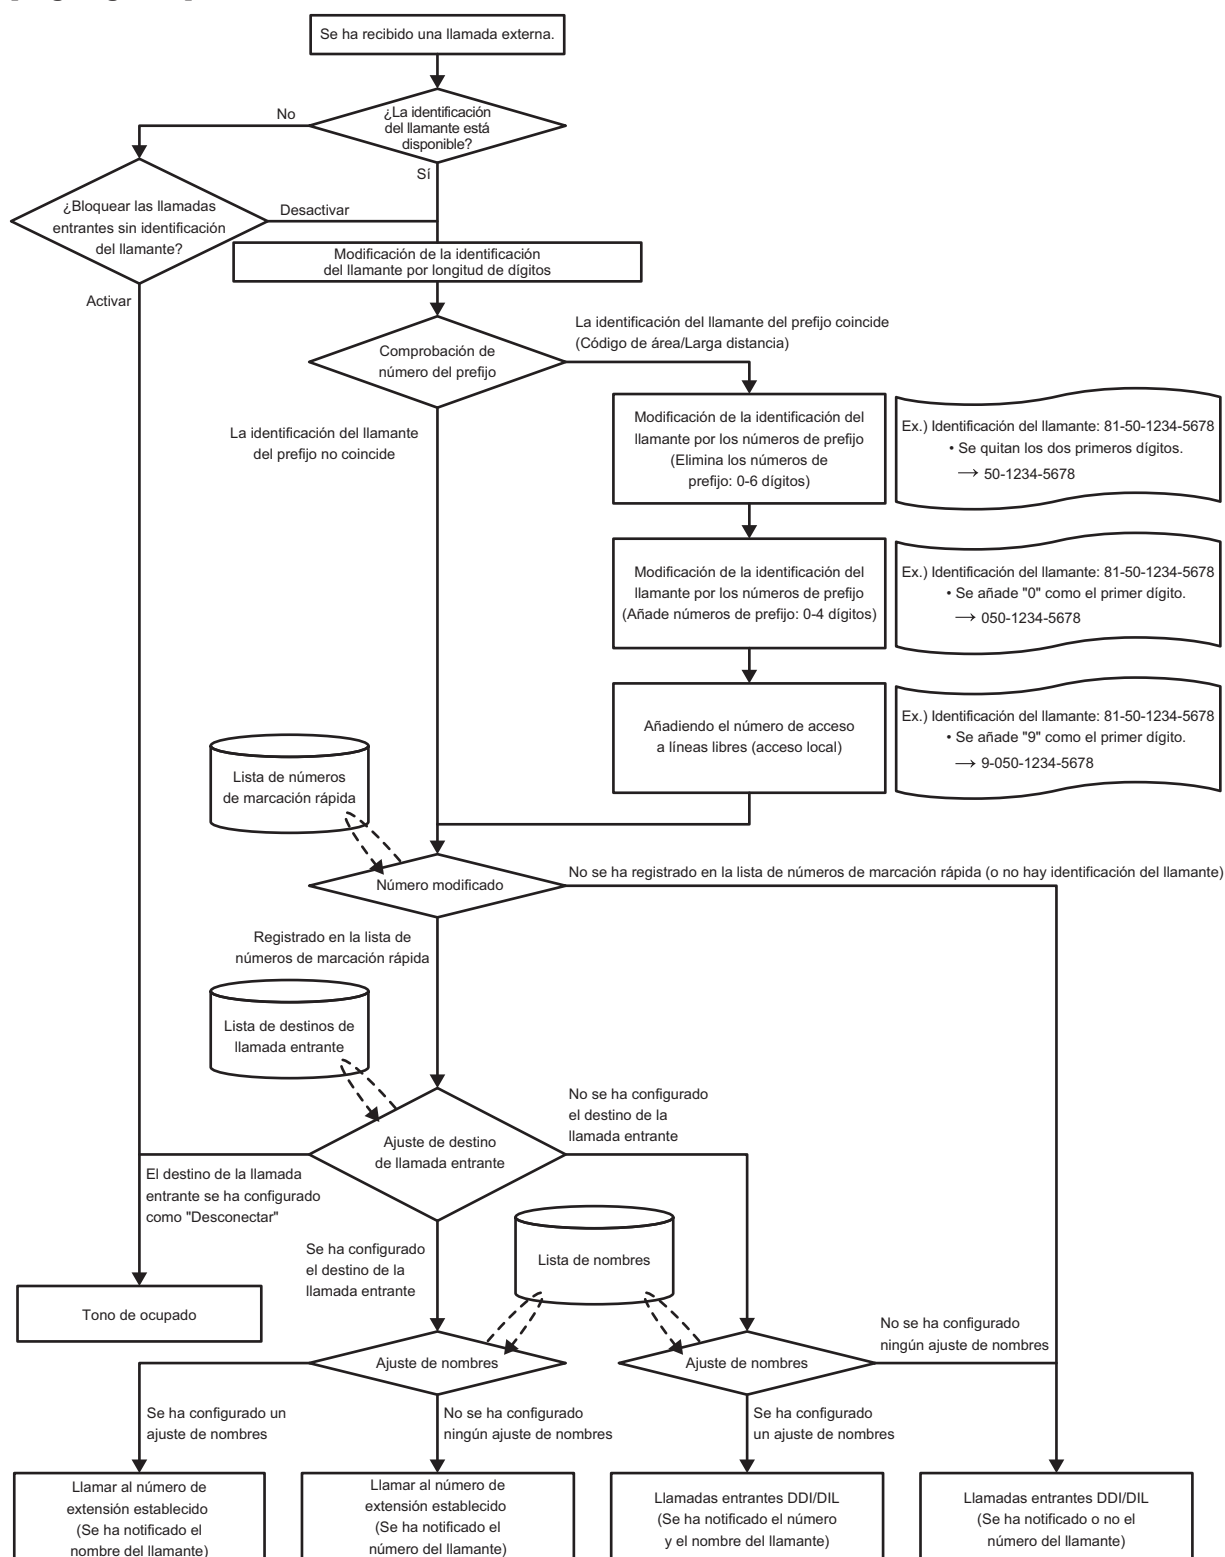 Se ha recibido una llamada externa.
¿La identificación
del llamante está
disponible?
No
Sí
¿Bloquear las llamadas
entrantes sin identificación
del llamante?
Desactivar
Activar
Modificación de la identificación
del llamante por longitud de dígitos
Comprobación de
número del prefijo
La identificación del llamante del prefijo coincide
(Código de área/Larga distancia)
La identificación del llamante
del prefijo no coincide
Modificación de la identificación del
llamante por los números de prefijo
(Elimina los números de
prefijo: 0-6 dígitos)
Ex.) Identificación del llamante: 81-50-1234-5678
• Se quitan los dos primeros dígitos.
→ 50-1234-5678
Modificación de la identificación del
llamante por los números de prefijo
(Añade números de prefijo: 0-4 dígitos)
Ex.) Identificación del llamante: 81-50-1234-5678
• Se añade "0" como el primer dígito.
→ 050-1234-5678
Añadiendo el número de acceso
a líneas libres (acceso local)
Ex.) Identificación del llamante: 81-50-1234-5678
• Se añade "9" como el primer dígito.
→ 9-050-1234-5678
Lista de números
de marcación rápida
Número modificado
No se ha registrado en la lista de números de marcación rápida (o no hay identificación del llamante)
Registrado en la lista de
números de marcación rápida
Lista de destinos de
llamada entrante
Ajuste de destino
de llamada entrante
No se ha configurado
el destino de la
llamada entrante
El destino de la llamada
entrante se ha configurado
como "Desconectar"
Se ha configurado
el destino de la
llamada entrante
Lista de nombres
Tono de ocupado
Ajuste de nombres
Ajuste de nombres
No se ha configurado
ningún ajuste de nombres
Se ha configurado un
ajuste de nombres
No se ha configurado
ningún ajuste de nombres
Se ha configurado
un ajuste de nombres
Llamar al número de
extensión establecido
(Se ha notificado el
nombre del llamante)
Llamar al número de
extensión establecido
(Se ha notificado el
número del llamante)
Llamadas entrantes DDI/DIL
(Se ha notificado el número
y el nombre del llamante)
Llamadas entrantes DDI/DIL
(Se ha notificado o no el
número del llamante)